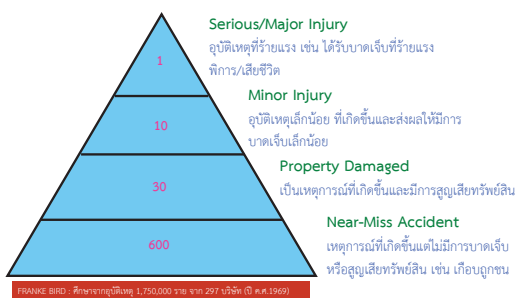 Serious/Major Injury
อุบัติเหตุที่ร้ายแรง เช่น ได้รับบาดเจ็บที่ร้ายแรง
พิการ/เสียชีวิต
1
Minor Injury
อุบัติเหตุเล็กน้อย ที่เกิดขึ้นและส่งผลให้มีการ
บาดเจ็บเล็กน้อย
10
Property Damaged
เป็นเหตุการณ์ที่เกิดขึ้นและมีการสูญเสียทรัพย์สิน
30
Near-Miss Accident
เหตุการณ์ที่เกิดขึ้นแต่ไม่มีการบาดเจ็บ
หรือสูญเสียทรัพย์สิน เช่น เกือบถูกชน
600
FRANKE BIRD : ศึกษาจากอุบัติเหตุ 1,750,000 ราย จาก 297 บริษัท (ปี ค.ศ.1969)